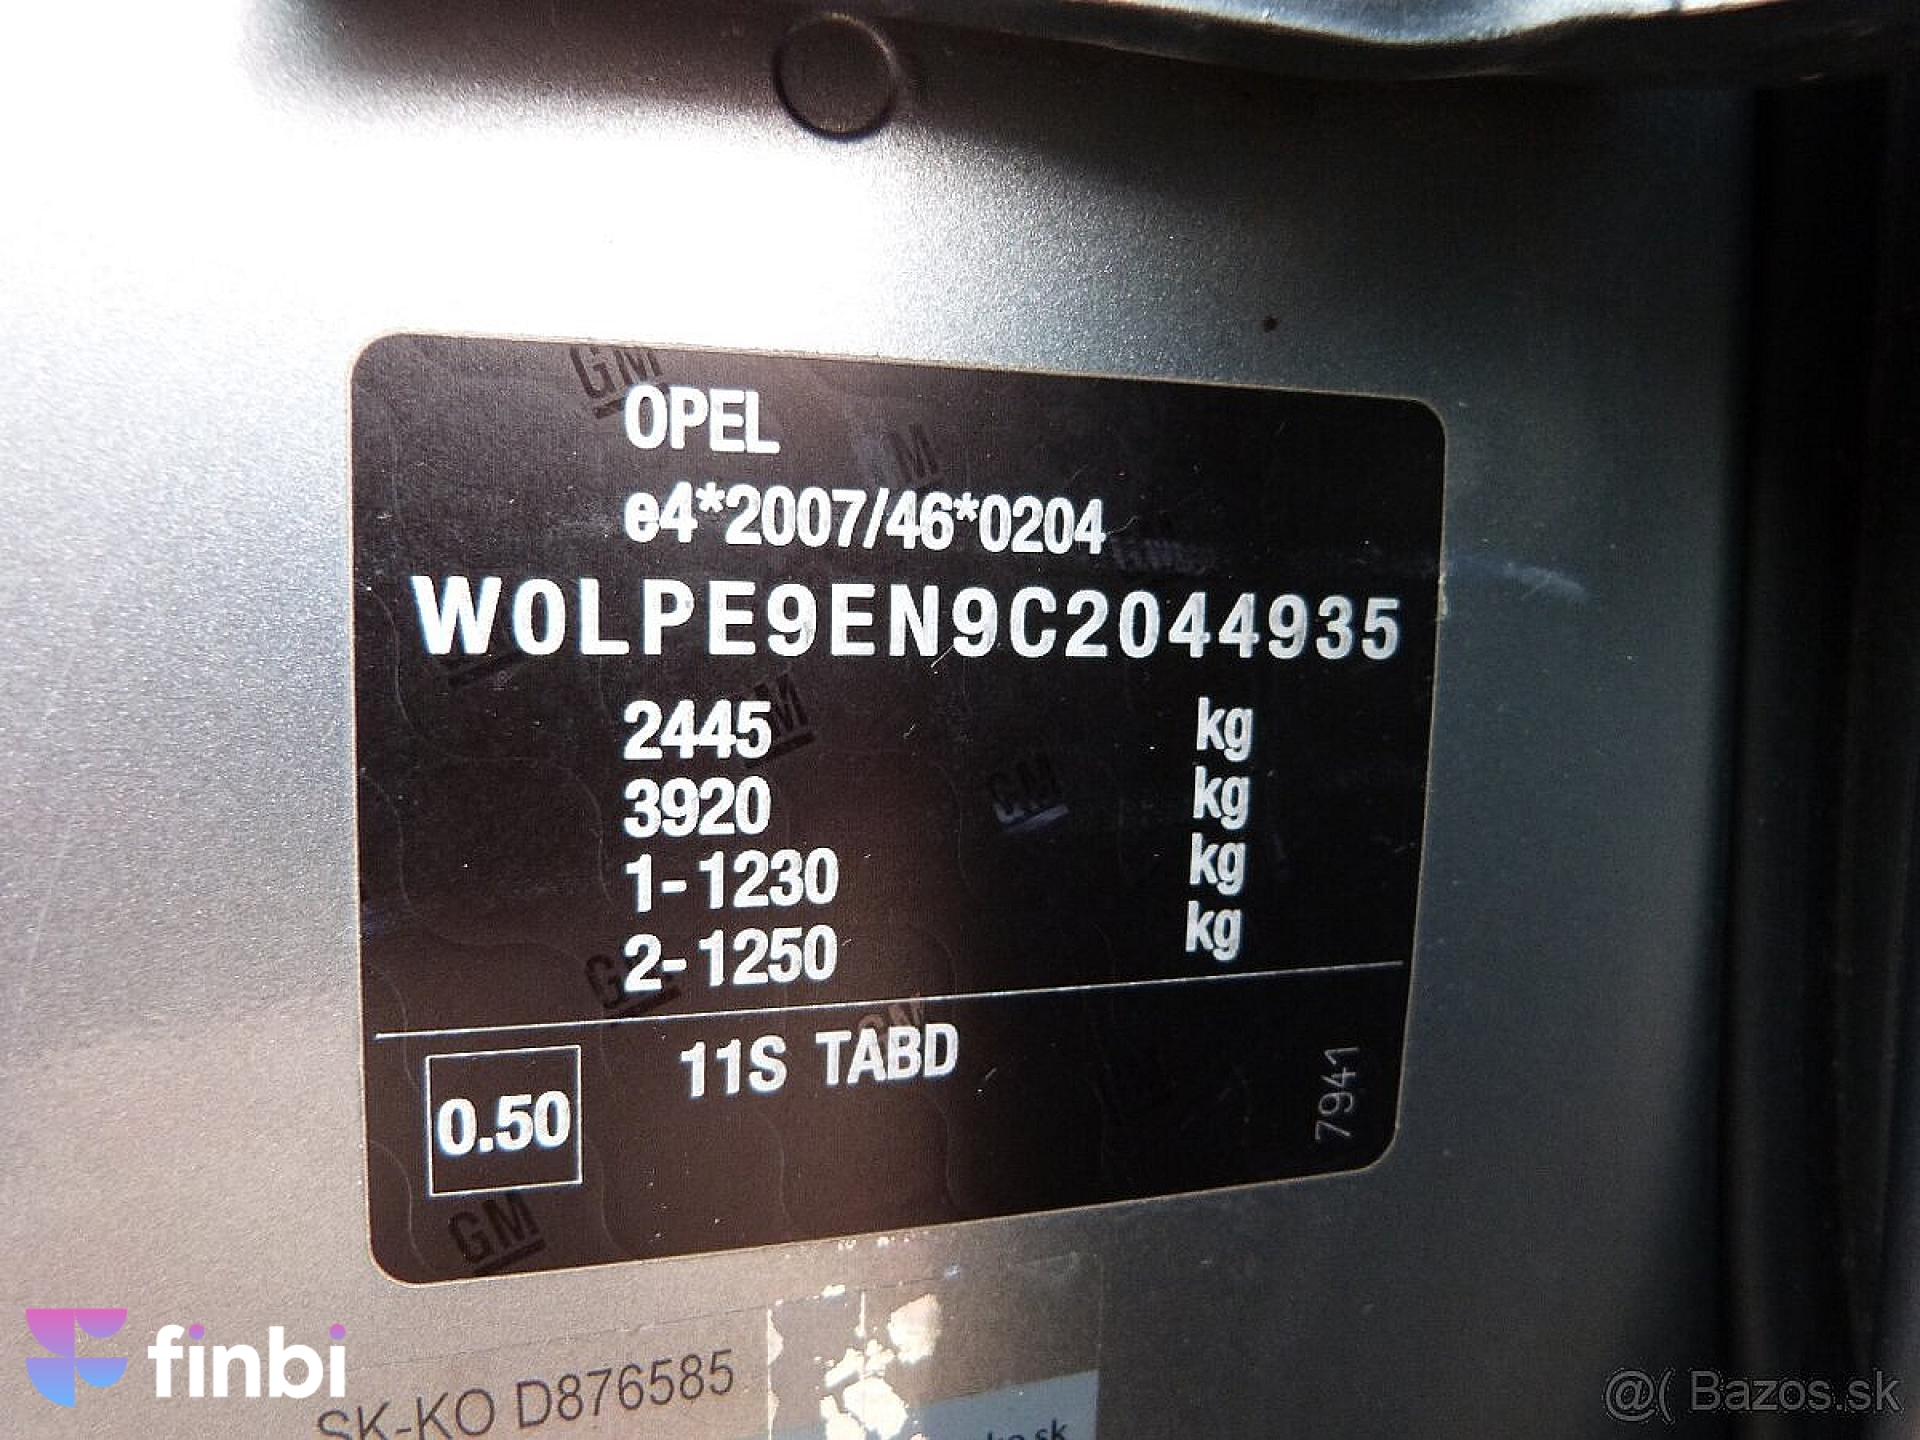 OPEL
e4*2007/46*0204
W0LPE9EN9C2044935
2445 kg
3920 kg
1-1230 kg
2-1250 kg
0.50
11S TABD
7941
GM
SK-KO D876585
finbi
@( Bazos.sk